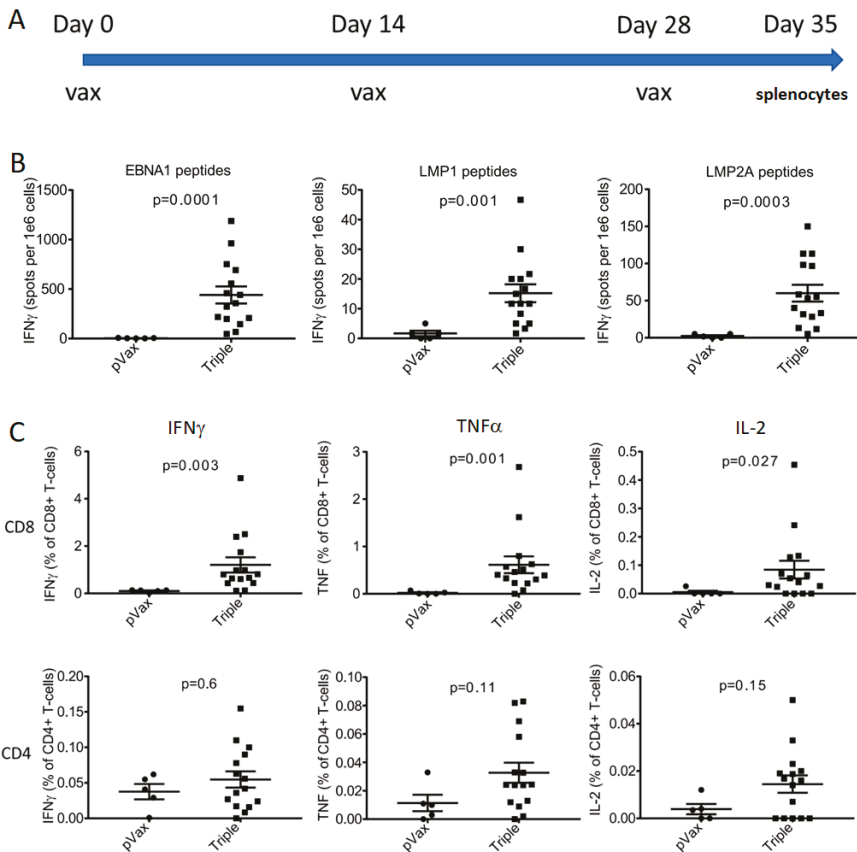 A
Day 0 Day 14 Day 28 Day 35
vax vax vax splenocytes
B
EBNA1 peptides
p=0.0001
IFNγ (spots per 1e6 cells)
1500
1000
500
0
pVax Triple
LMP1 peptides
p=0.001
IFNγ (spots per 1e6 cells)
50
40
30
20
10
0
pVax Triple
LMP2A peptides
p=0.0003
IFNγ (spots per 1e6 cells)
200
150
100
50
0
pVax Triple
C
CD8
IFNγ
p=0.003
IFNγ (% of CD8+ T-cells)
6
4
2
0
pVax Triple
TNFα
p=0.001
TNF (% of CD8+ T-cells)
3
2
1
0
pVax Triple
IL-2
p=0.027
IL-2 (% of CD8+ T-cells)
0.5
0.4
0.3
0.2
0.1
0.0
pVax Triple
CD4
p=0.6
IFNγ (% of CD4+ T-cells)
0.20
0.15
0.10
0.05
0.00
pVax Triple
p=0.11
TNF (% of CD4+ T-cells)
0.10
0.08
0.06
0.04
0.02
0.00
pVax Triple
p=0.15
IL-2 (% of CD4+ T-cells)
0.06
0.04
0.02
0.00
pVax Triple